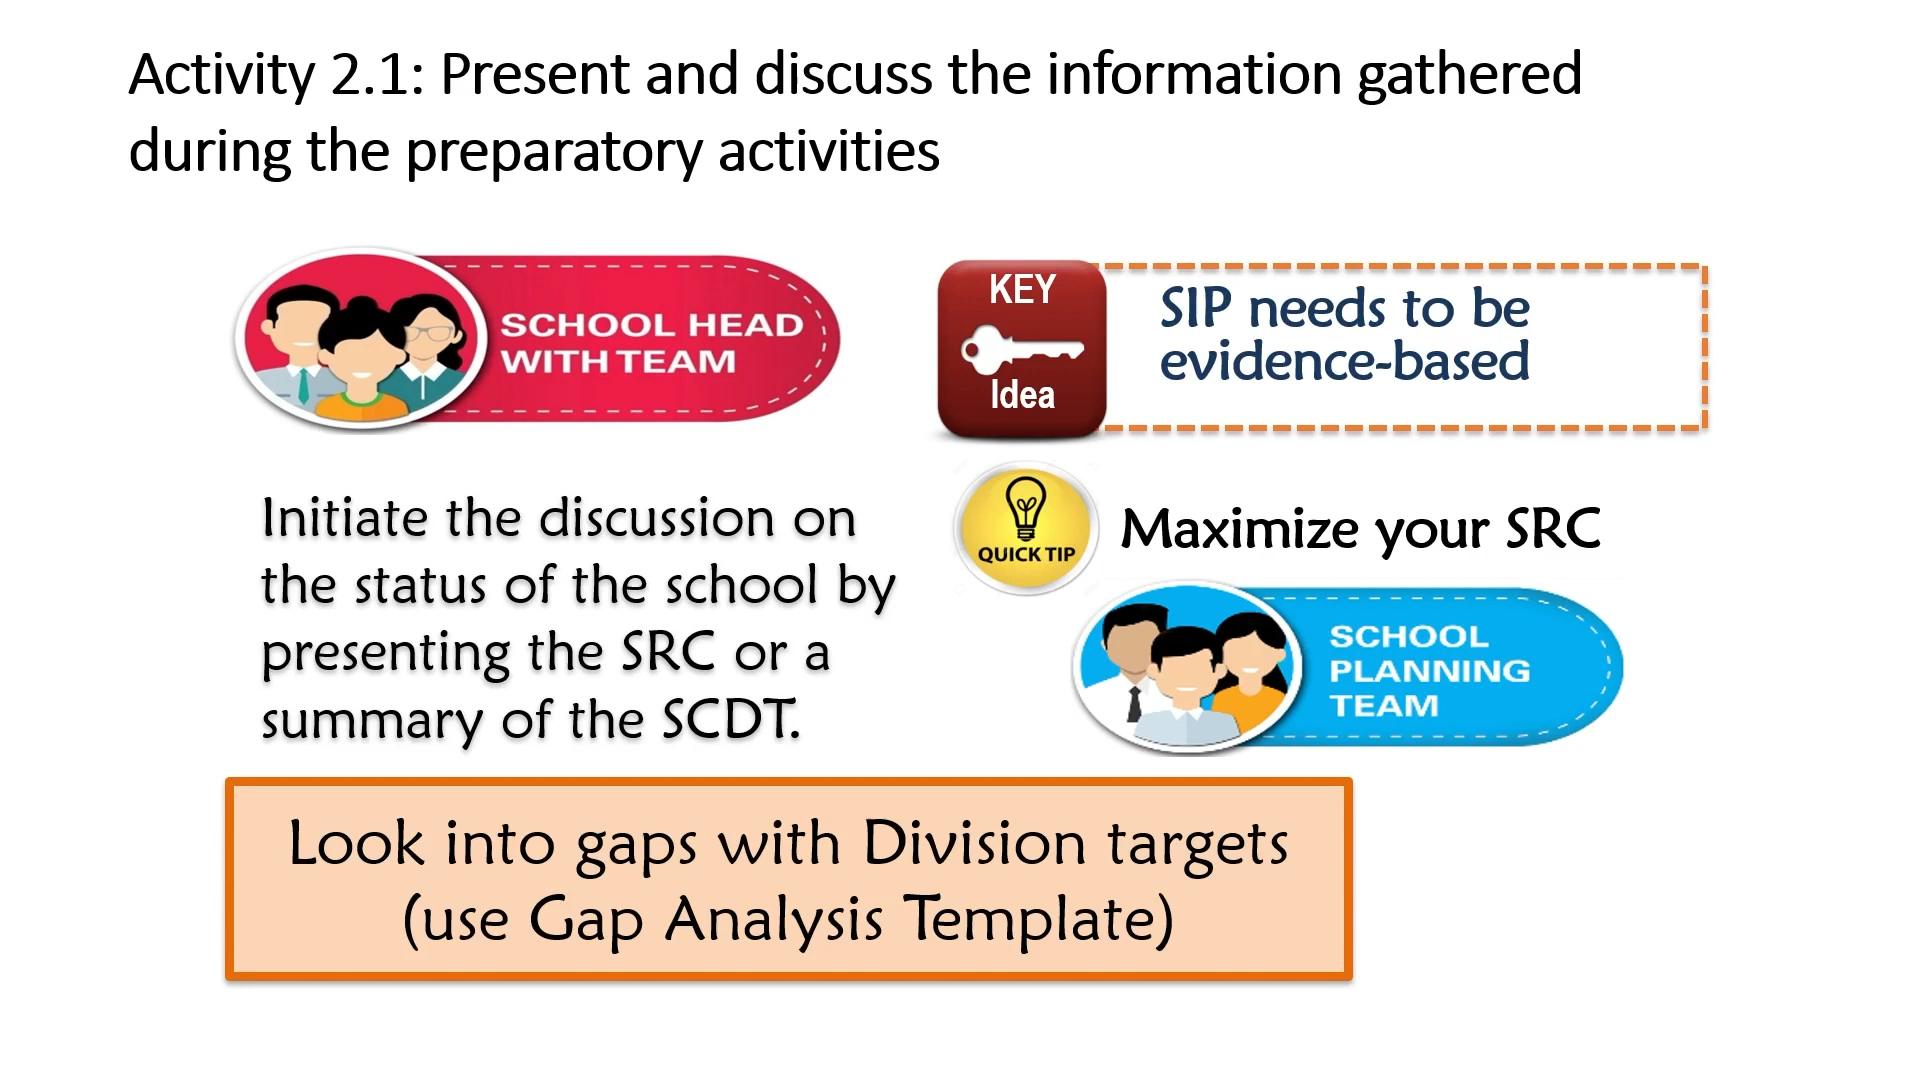 Activity 2.1: Present and discuss the information gathered
during the preparatory activities
SCHOOL HEAD
WITH TEAM
KEY
Idea
SIP needs to be
evidence-based
Initiate the discussion on
the status of the school by
presenting the SRC or a
summary of the SCDT.
QUICK TIP
Maximize your SRC
SCHOOL
PLANNING
TEAM
Look into gaps with Division targets
(use Gap Analysis Template)